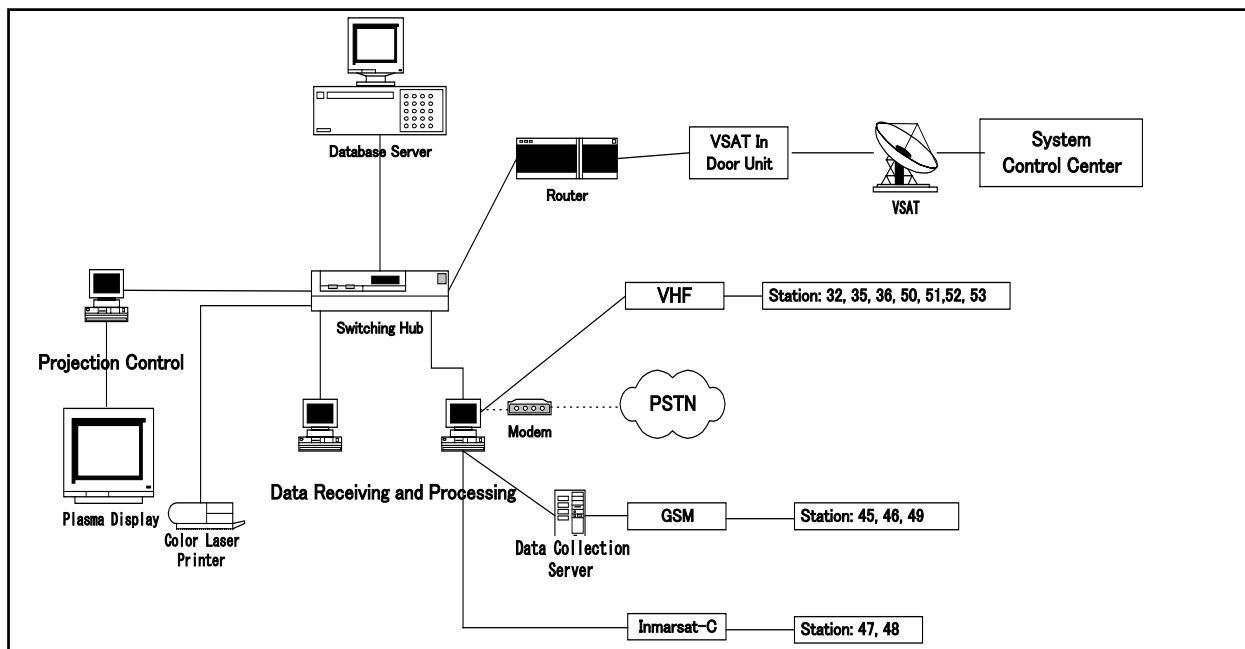 Database Server
Router
VSAT In
Door Unit
VSAT
System
Control Center
Switching Hub
Projection Control
VHF
Station: 32, 35, 36, 50, 51,52, 53
Modem
PSTN
Plasma Display
Color Laser
Printer
Data Receiving and Processing
Data Collection
Server
GSM
Station: 45, 46, 49
Inmarsat-C
Station: 47, 48